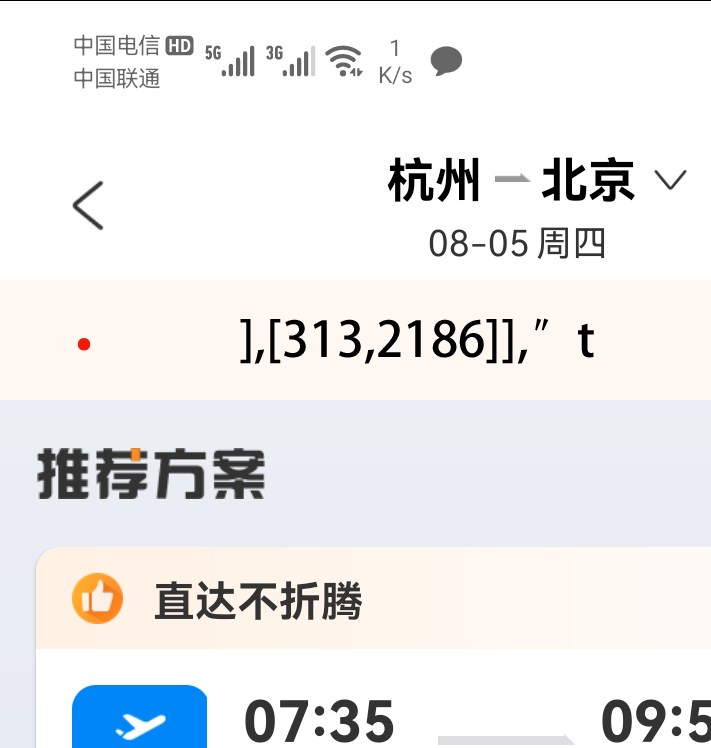 中国电信 HD 5G 3G 1
中国联通 K/s
杭州 北京
08-05 周四
],[313,2186]],″ t
推荐方案
直达不折腾
07:35 09:5